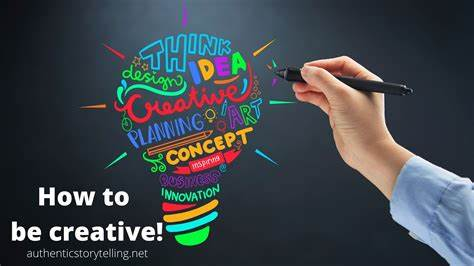 THINK
design
IDEA
Creative
PLANNING
ART
CONCEPT
inspiring
BUSINESS
INNOVATION
How to
be creative!
authenticstorytelling.net